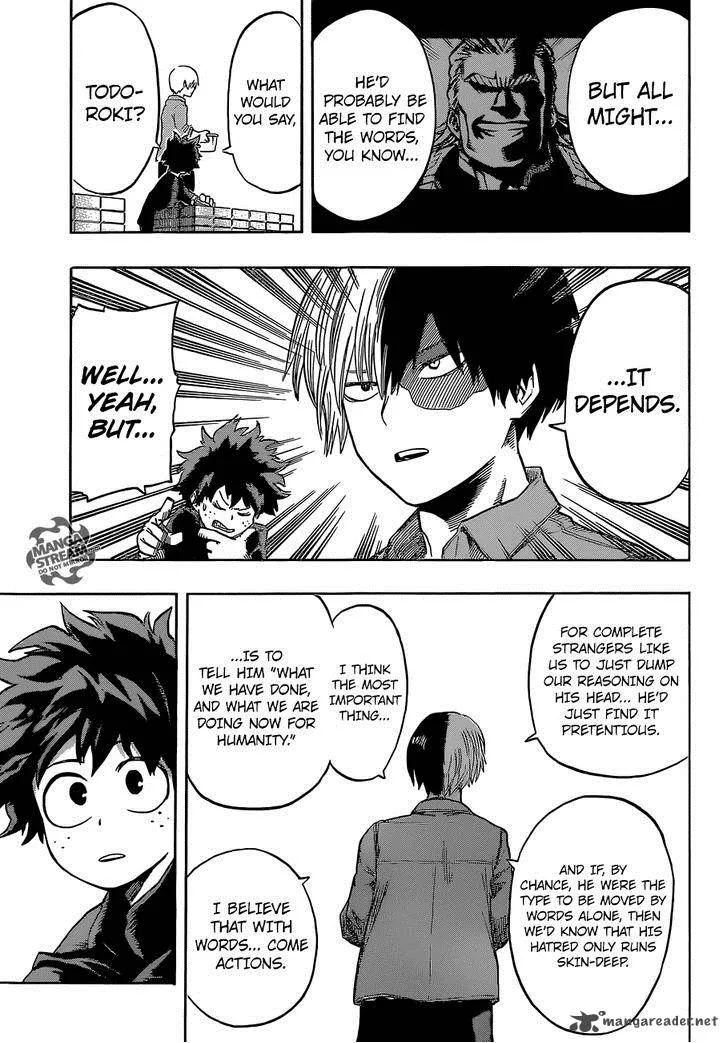 BUT ALL
MIGHT...
HE'D
PROBABLY BE
ABLE TO FIND
THE WORDS,
YOU KNOW...
WHAT
WOULD
YOU SAY,
TODO-
ROKI?
...IT
DEPENDS.
WELL...
YEAH,
BUT...
MANGA
STREAM
DO NOT MIRROR
FOR COMPLETE
STRANGERS LIKE
US TO JUST DUMP
OUR REASONING ON
HIS HEAD... HE'D
JUST FIND IT
PRETENTIOUS.
AND IF, BY
CHANCE, HE WERE
THE TYPE TO BE
MOVED BY
WORDS ALONE, THEN
WE'D KNOW THAT
HIS HATRED ONLY RUNS
SKIN-DEEP.
I THINK
THE MOST
IMPORTANT
THING...
...IS TO
TELL HIM "WHAT
WE HAVE DONE,
AND WHAT WE ARE
DOING NOW FOR
HUMANITY."
I BELIEVE
THAT WITH
WORDS... COME
ACTIONS.
mangareader.net